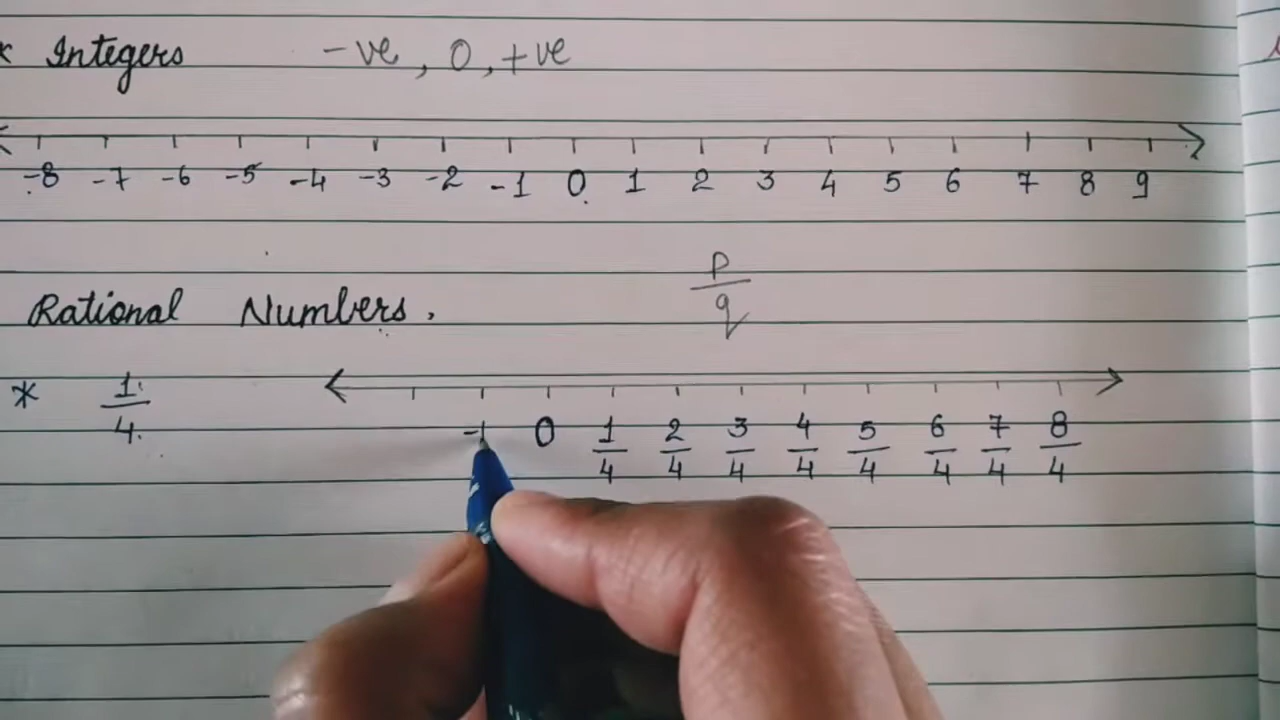 * Integers -ve, 0, +ve
-8 -7 -6 -5 -4 -3 -2 -1 0 1 2 3 4 5 6 7 8 9
p/q
Rational Numbers.
* 1/4
-1 0 1/4 2/4 3/4 4/4 5/4 6/4 7/4 8/4